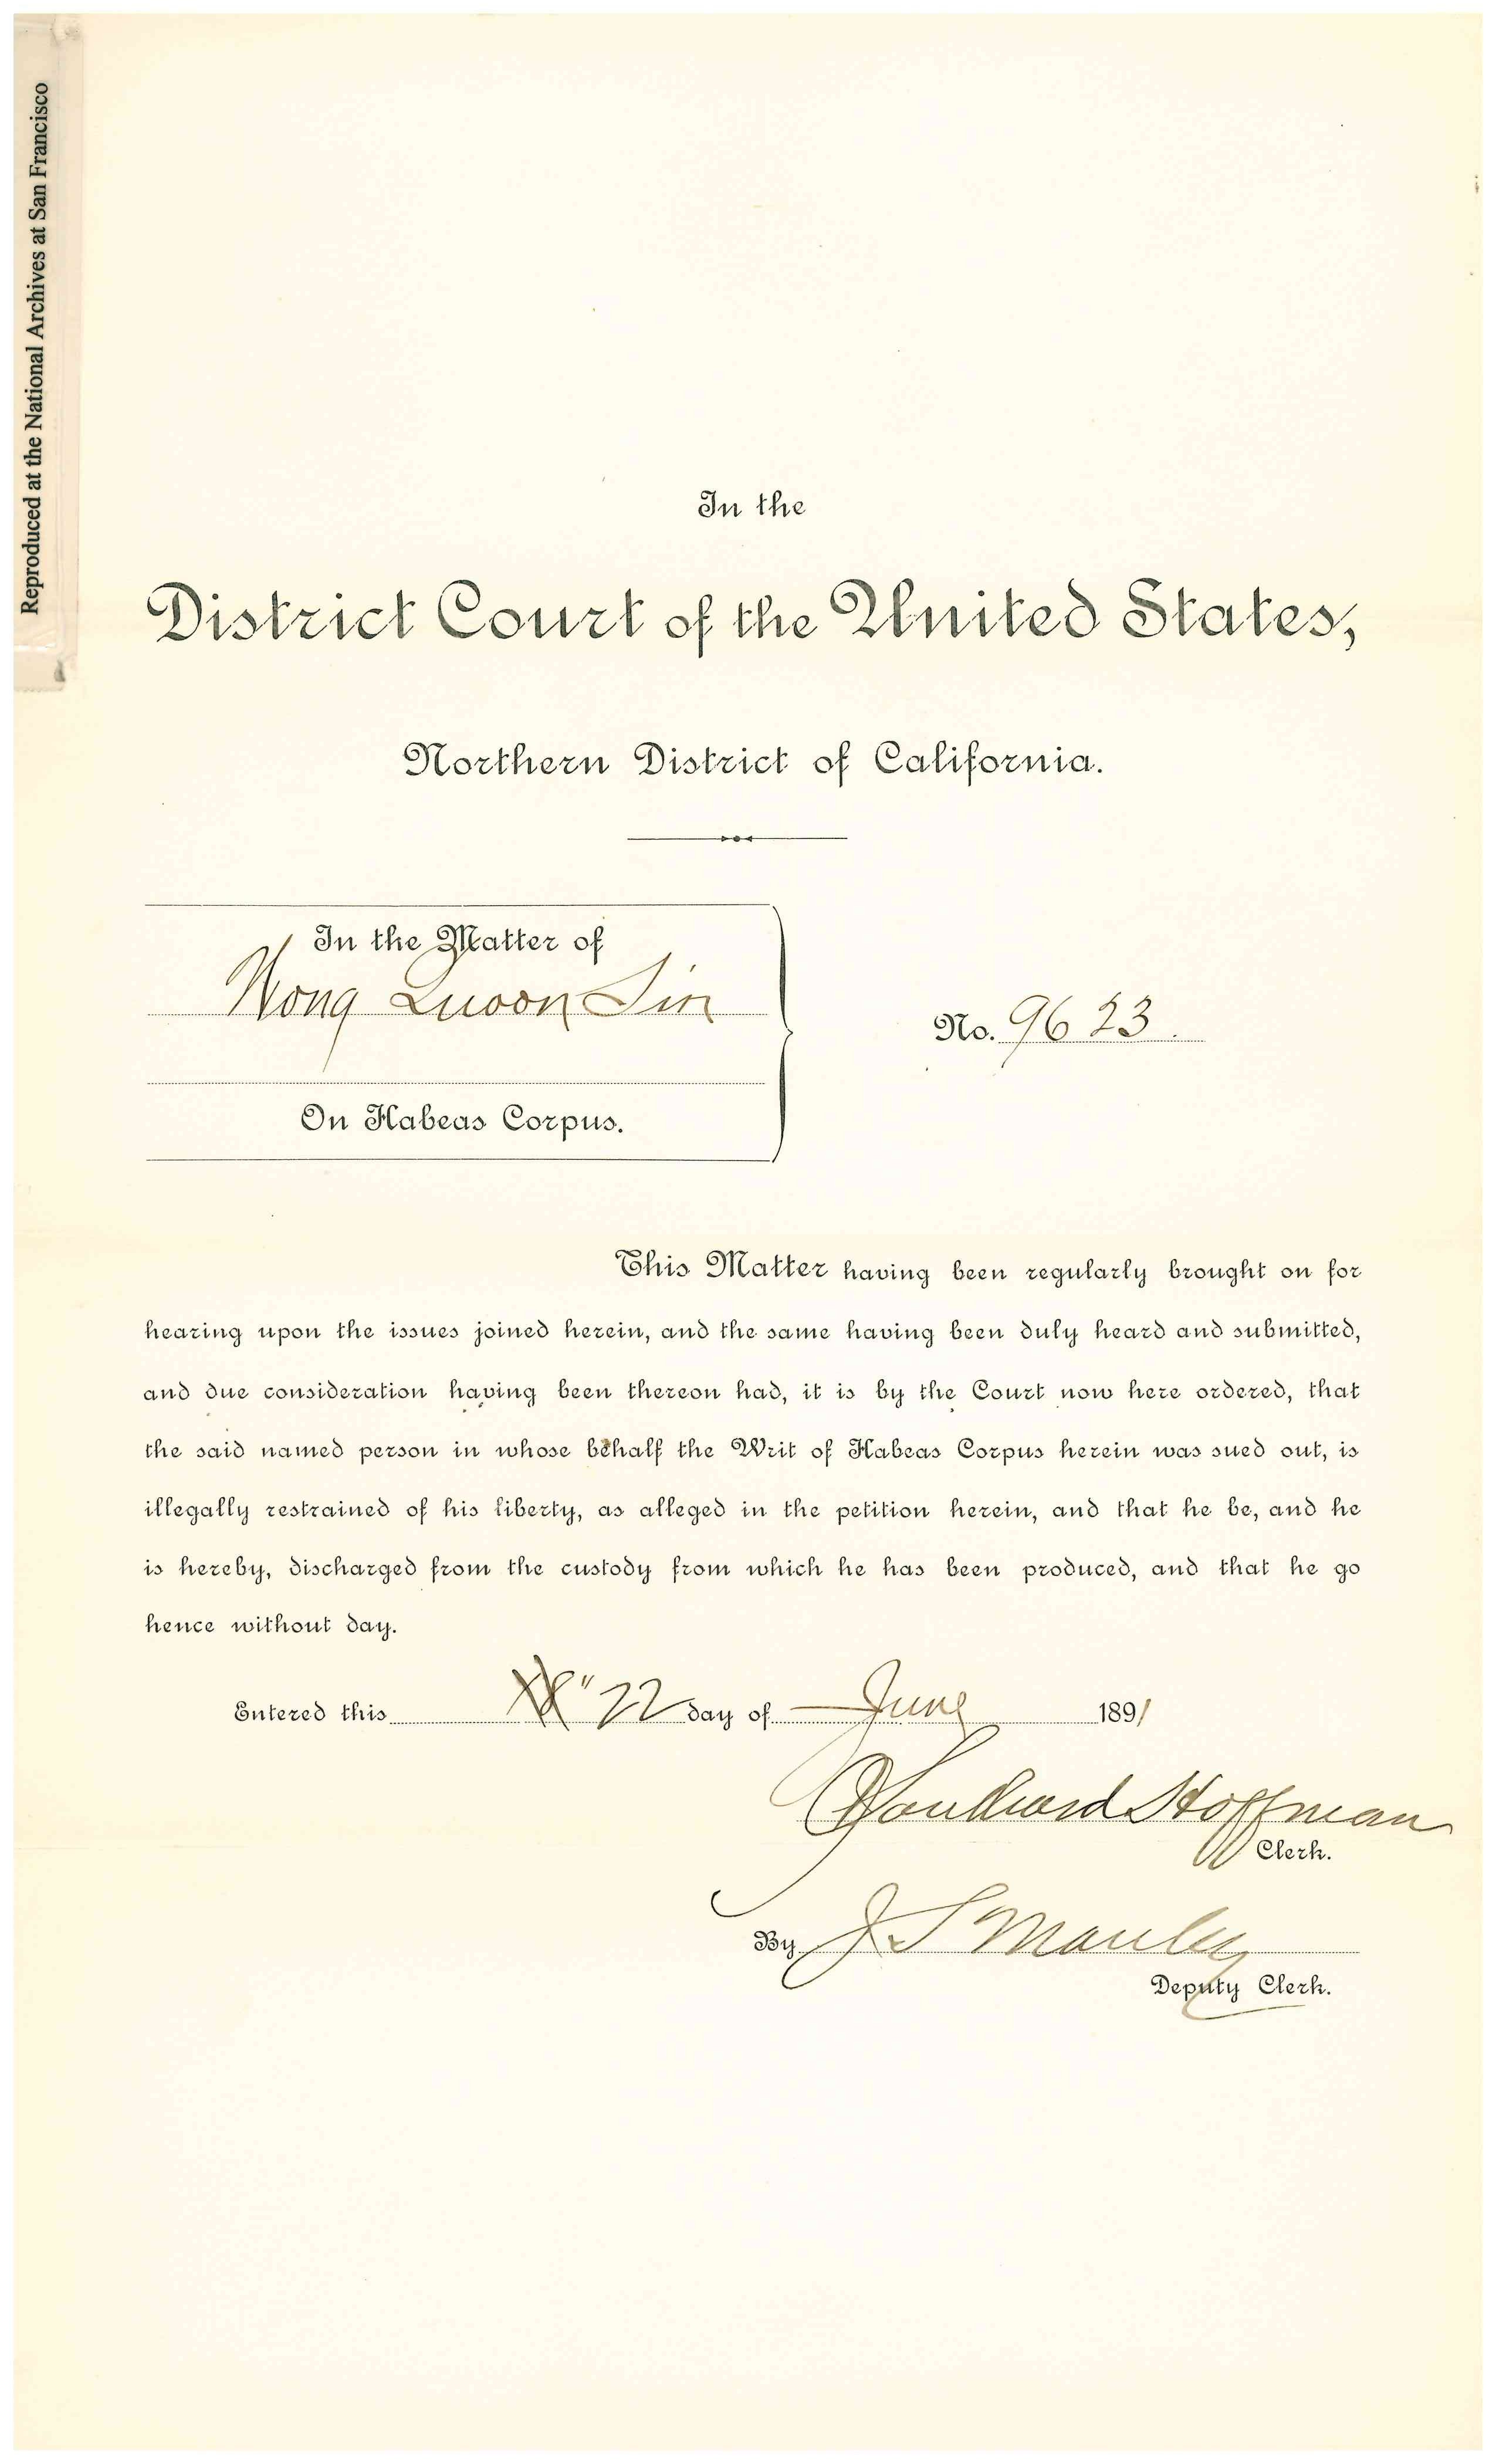 Reproduced at the National Archives at San Francisco
In the
District Court of the United States,
Northern District of California.
In the Matter of
Wong Quoon Sin
No. 9623.
On Habeas Corpus.
This Matter having been regularly brought on for
hearing upon the issues joined herein, and the same having been duly heard and submitted,
and due consideration having been thereon had, it is by the Court now here ordered, that
the said named person in whose behalf the Writ of Habeas Corpus herein was sued out, is
illegally restrained of his liberty, as alleged in the petition herein, and that he be, and he
is hereby, discharged from the custody from which he has been produced, and that he go
hence without day.
Entered this 22 day of June 1891
Southard Hoffman
Clerk.
By J S Manley
Deputy Clerk.